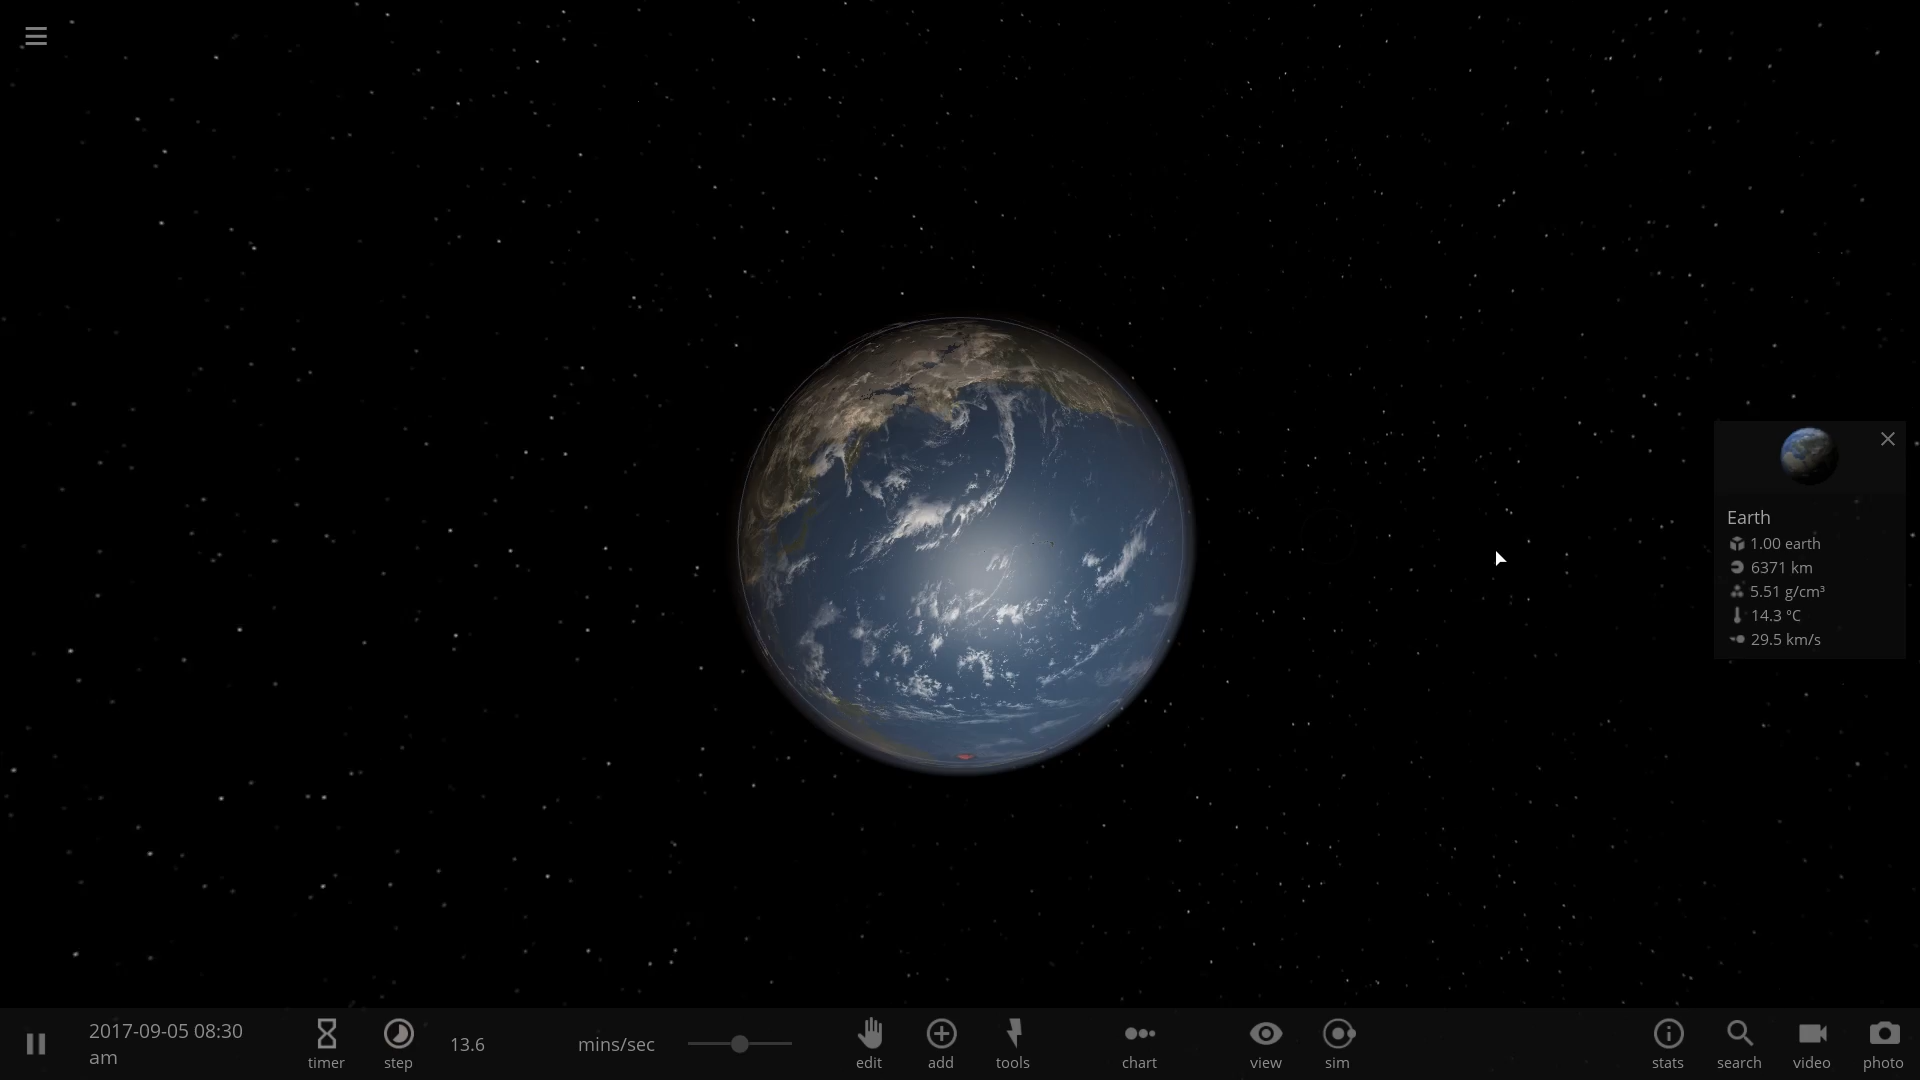 Earth
1.00 earth
6371 km
5.51 g/cm³
14.3 °C
29.5 km/s
2017-09-05 08:30
am
timer
step
13.6
mins/sec
edit
add
tools
chart
view
sim
stats
search
video
photo